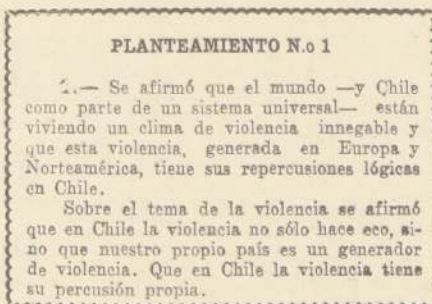 PLANTEAMIENTO N.o 1
1.— Se afirmó que el mundo —y Chile
como parte de un sistema universal— están
viviendo un clima de violencia innegable y
que esta violencia, generada en Europa y
Norteamérica, tiene sus repercusiones lógicas
en Chile.
Sobre el tema de la violencia se afirmó
que en Chile la violencia no sólo hace eco, si-
no que nuestro propio país es un generador
de violencia. Que en Chile la violencia tiene
su percusión propia.